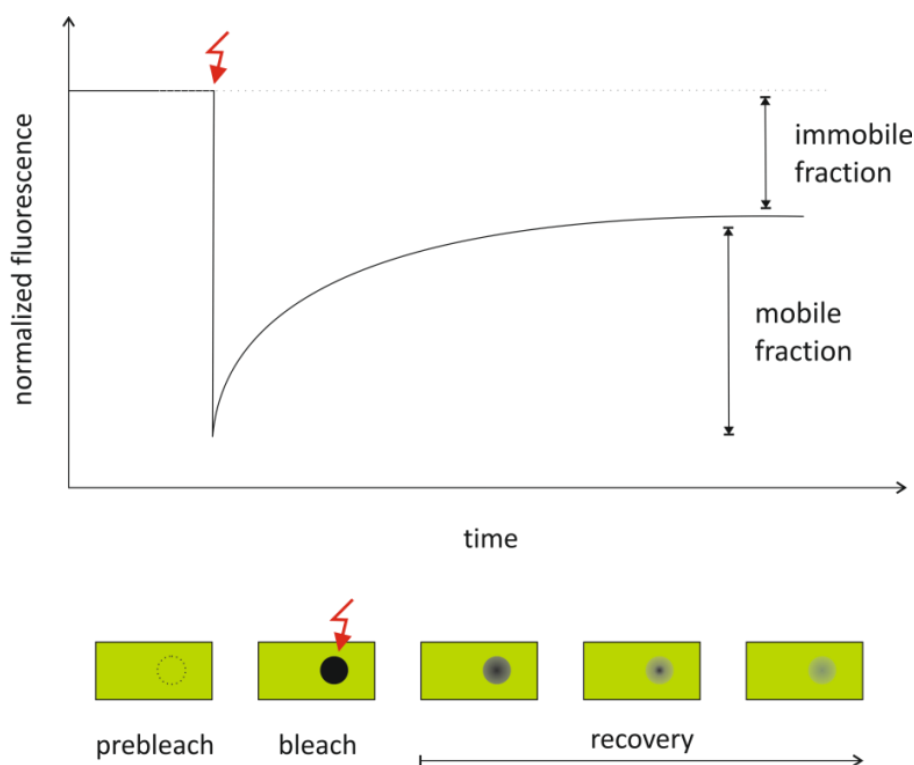 normalized fluorescence
immobile
fraction
mobile
fraction
time
prebleach
bleach
recovery